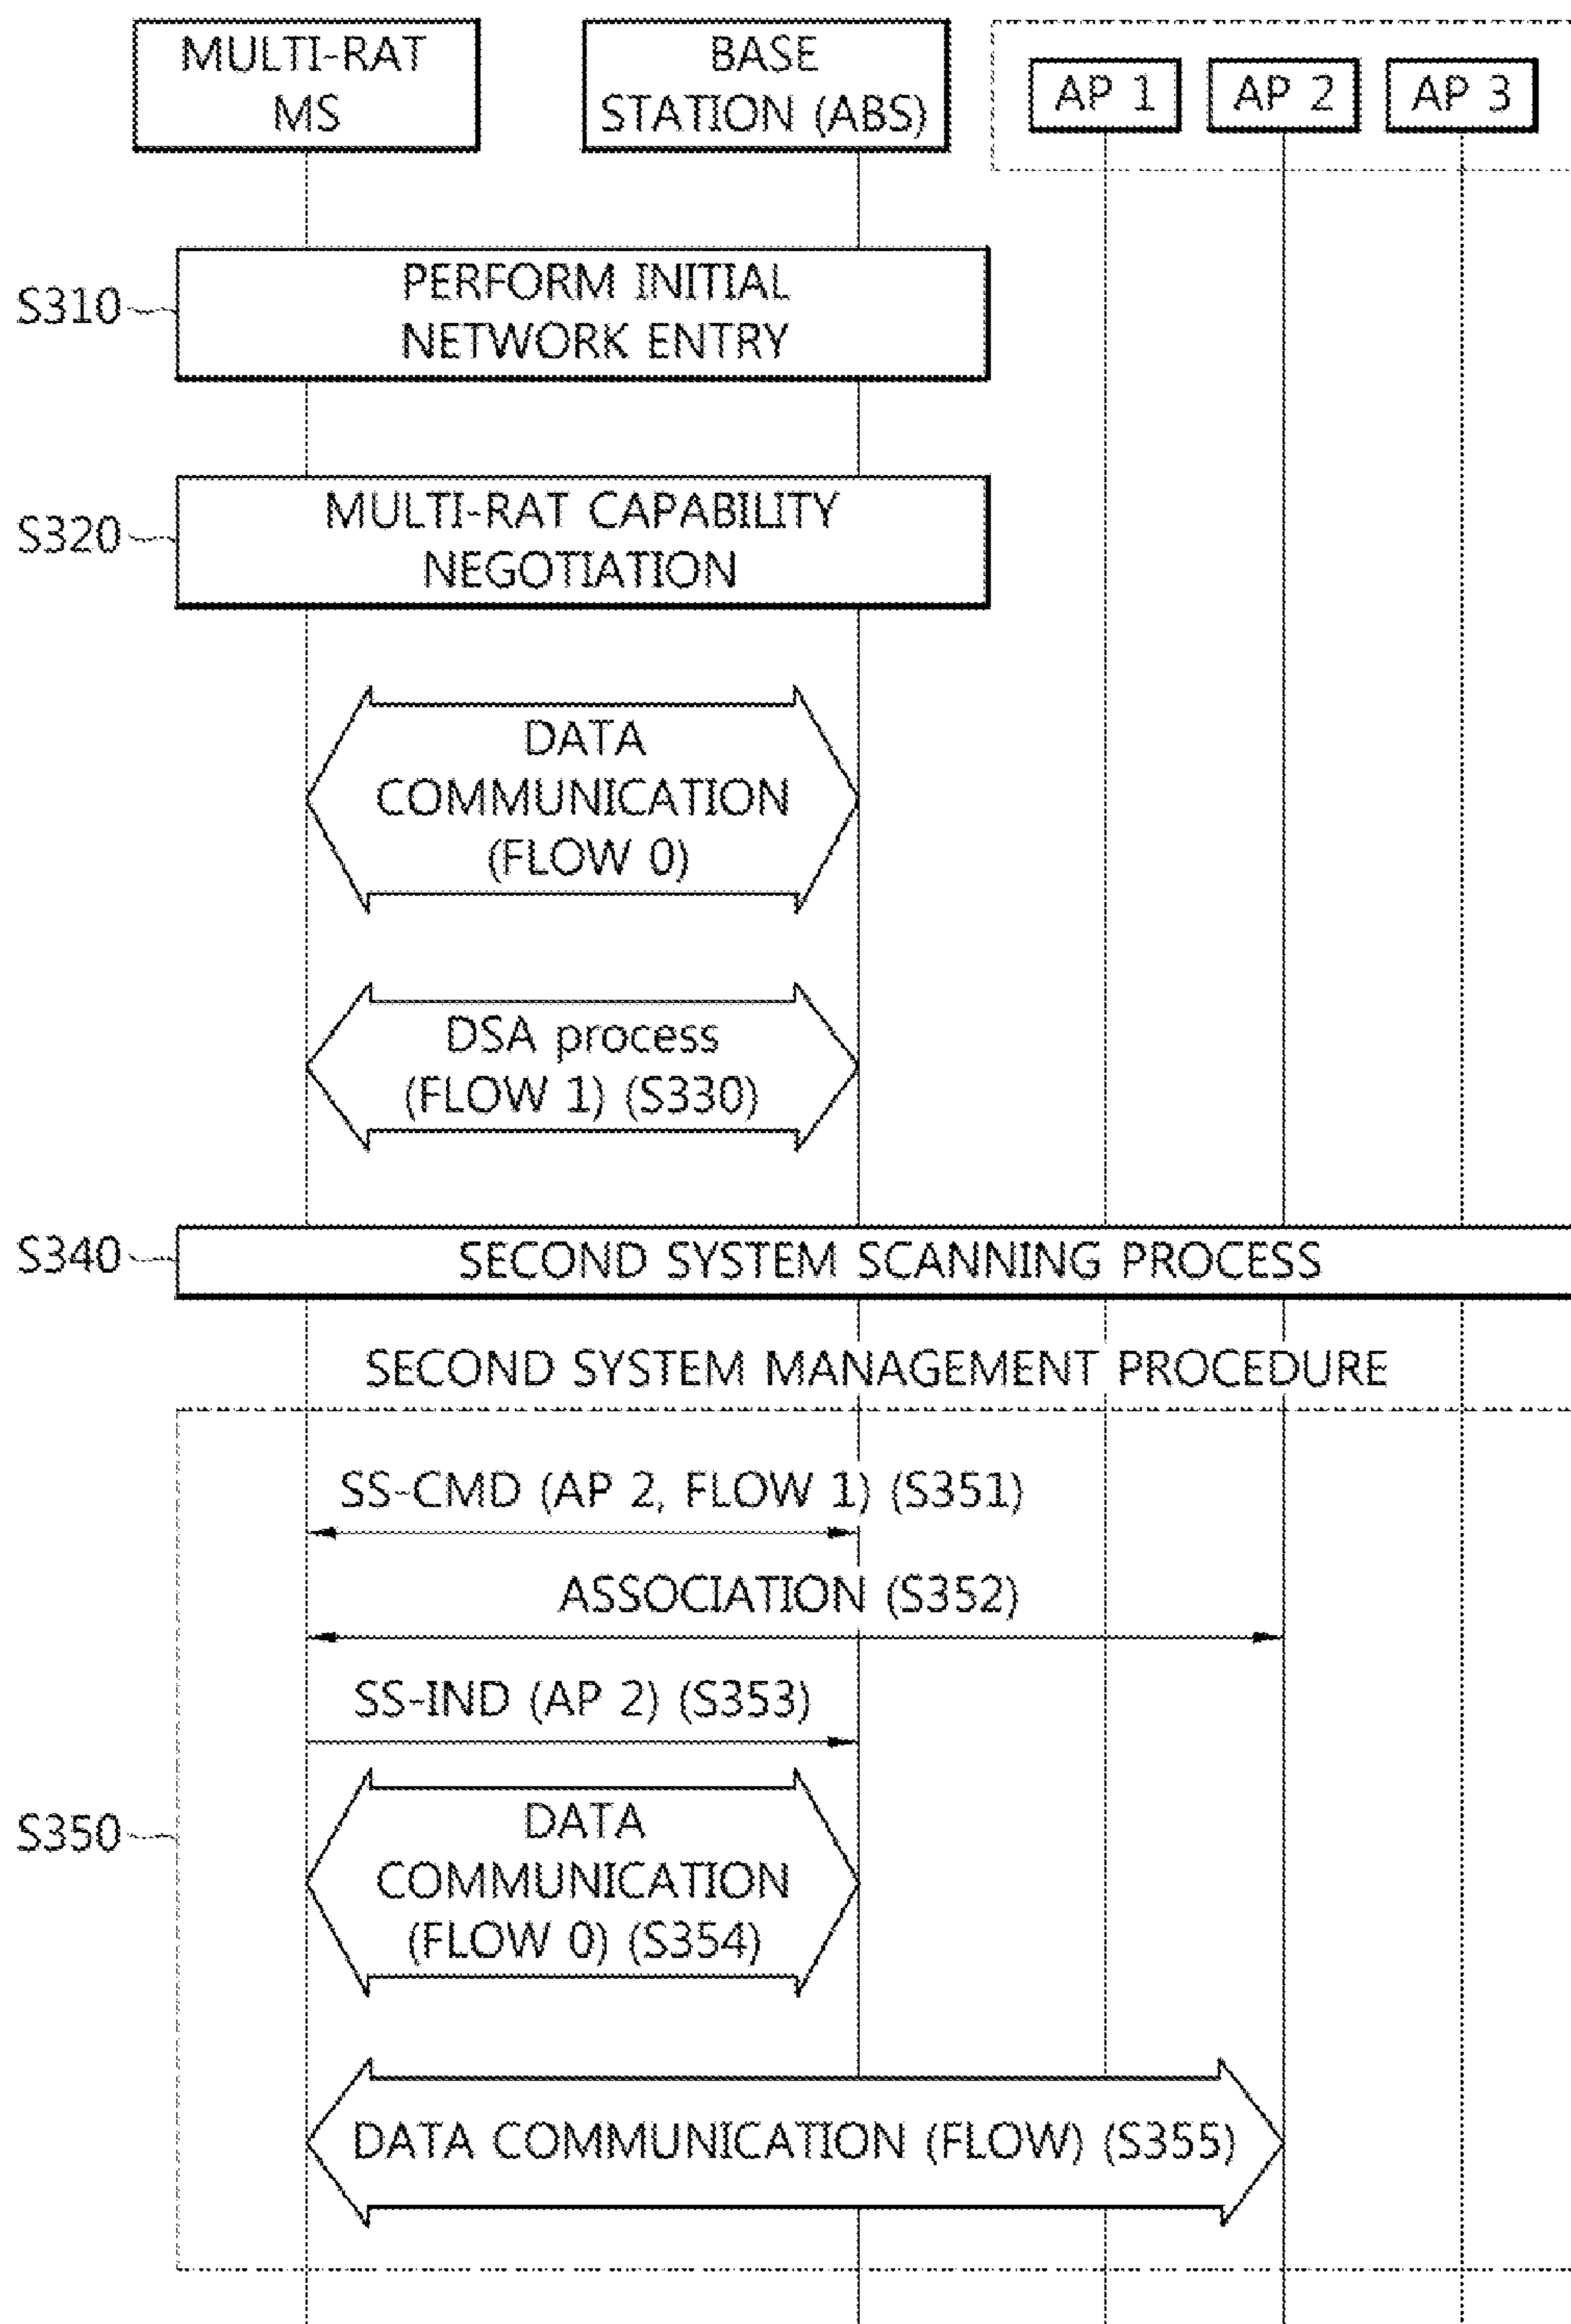 MULTI-RAT
MS
BASE
STATION (ABS)
AP 1
AP 2
AP 3
S310
PERFORM INITIAL
NETWORK ENTRY
S320
MULTI-RAT CAPABILITY
NEGOTIATION
DATA
COMMUNICATION
(FLOW 0)
DSA process
(FLOW 1) (S330)
S340
SECOND SYSTEM SCANNING PROCESS
SECOND SYSTEM MANAGEMENT PROCEDURE
SS-CMD (AP 2, FLOW 1) (S351)
ASSOCIATION (S352)
SS-IND (AP 2) (S353)
S350
DATA
COMMUNICATION
(FLOW 0) (S354)
DATA COMMUNICATION (FLOW) (S355)